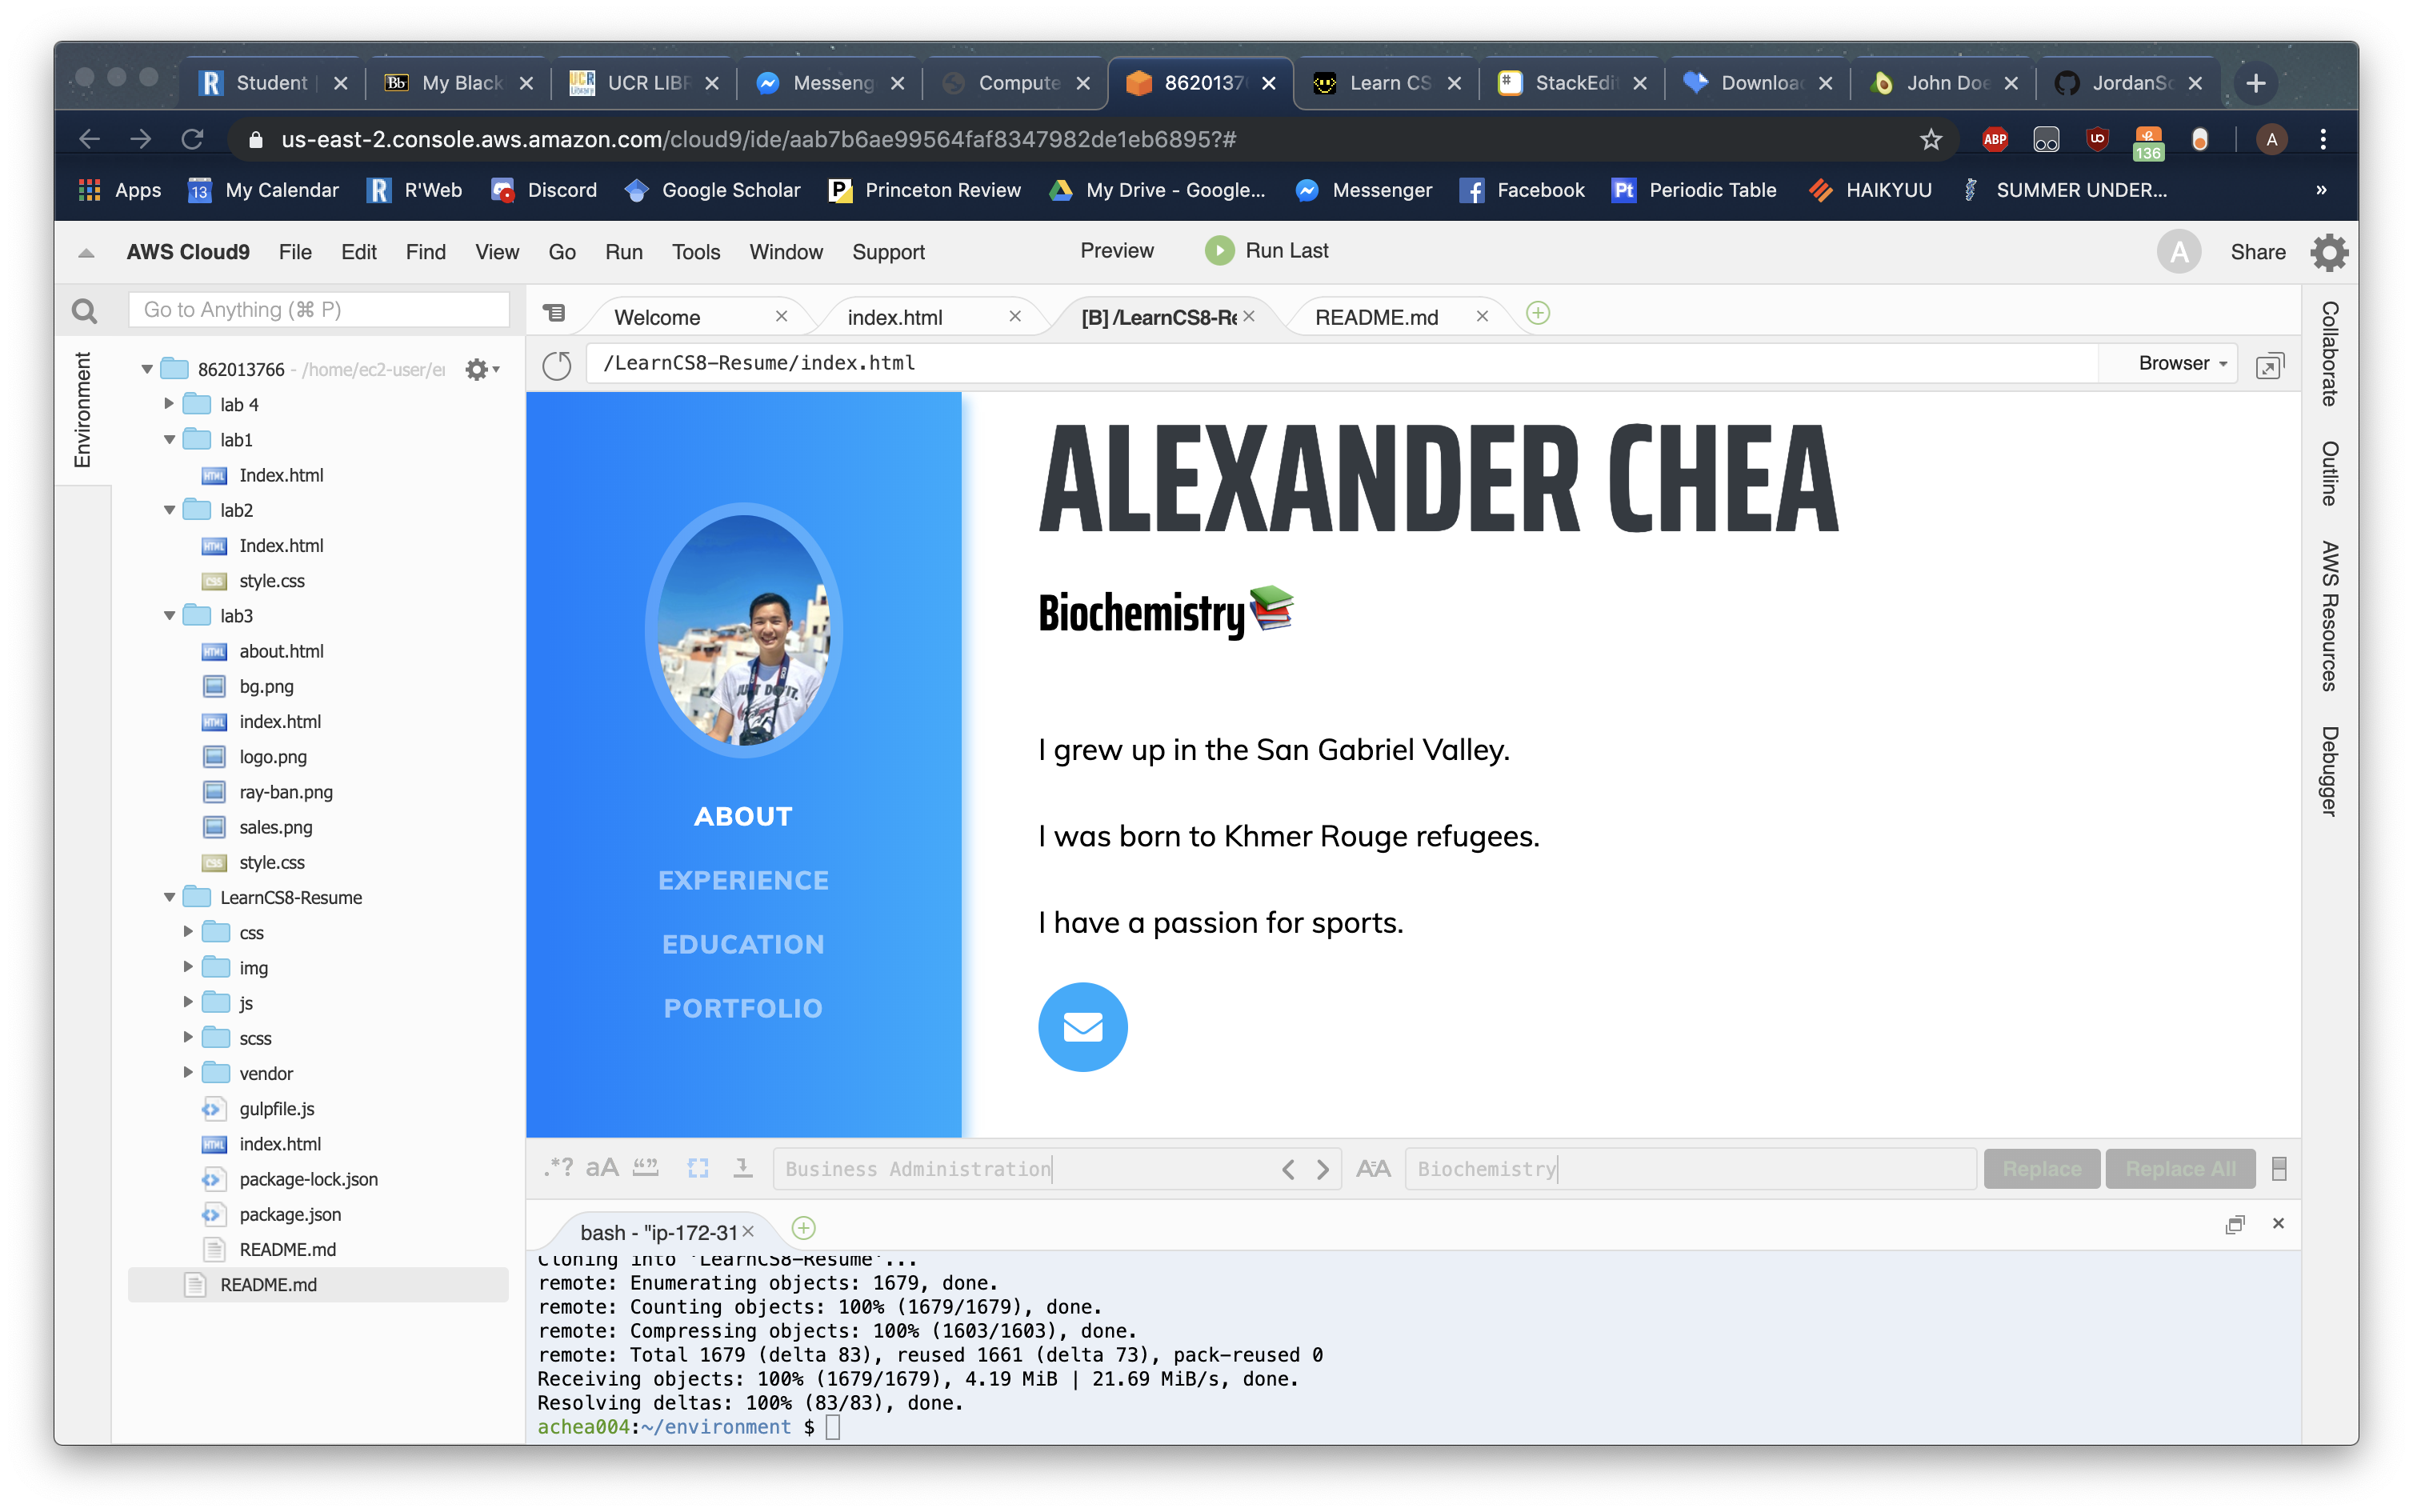 Student
My Black
UCR LIBR
Messeng
Compute
8620137
Learn CS
StackEdi
Downloa
John Doe
JordanSc
us-east-2.console.aws.amazon.com/cloud9/ide/aab7b6ae99564faf8347982de1eb6895?#
ABP
136
A
Apps
13
My Calendar
R'Web
Discord
Google Scholar
Princeton Review
My Drive - Google...
Messenger
Facebook
Pt
Periodic Table
HAIKYUU
SUMMER UNDER...
»
AWS Cloud9 File Edit Find View Go Run Tools Window Support
Preview
Run Last
A
Share
Go to Anything (⌘ P)
Welcome
index.html
[B] /LearnCS8-Re
README.md
/LearnCS8-Resume/index.html
Browser
Environment
862013766 - /home/ec2-user/en
lab 4
lab1
Index.html
lab2
Index.html
style.css
lab3
about.html
bg.png
index.html
logo.png
ray-ban.png
sales.png
style.css
LearnCS8-Resume
css
img
js
scss
vendor
gulpfile.js
index.html
package-lock.json
package.json
README.md
README.md
JUST DO IT.
ABOUT
EXPERIENCE
EDUCATION
PORTFOLIO
ALEXANDER CHEA
Biochemistry📚
I grew up in the San Gabriel Valley.
I was born to Khmer Rouge refugees.
I have a passion for sports.
Collaborate
Outline
AWS Resources
Debugger
.*? aA “”
Business Administration
AA
Biochemistry
Replace
Replace All
bash - "ip-172-31
Cloning into 'LearnCS8-Resume'...
remote: Enumerating objects: 1679, done.
remote: Counting objects: 100% (1679/1679), done.
remote: Compressing objects: 100% (1603/1603), done.
remote: Total 1679 (delta 83), reused 1661 (delta 73), pack-reused 0
Receiving objects: 100% (1679/1679), 4.19 MiB | 21.69 MiB/s, done.
Resolving deltas: 100% (83/83), done.
achea004:~/environment $